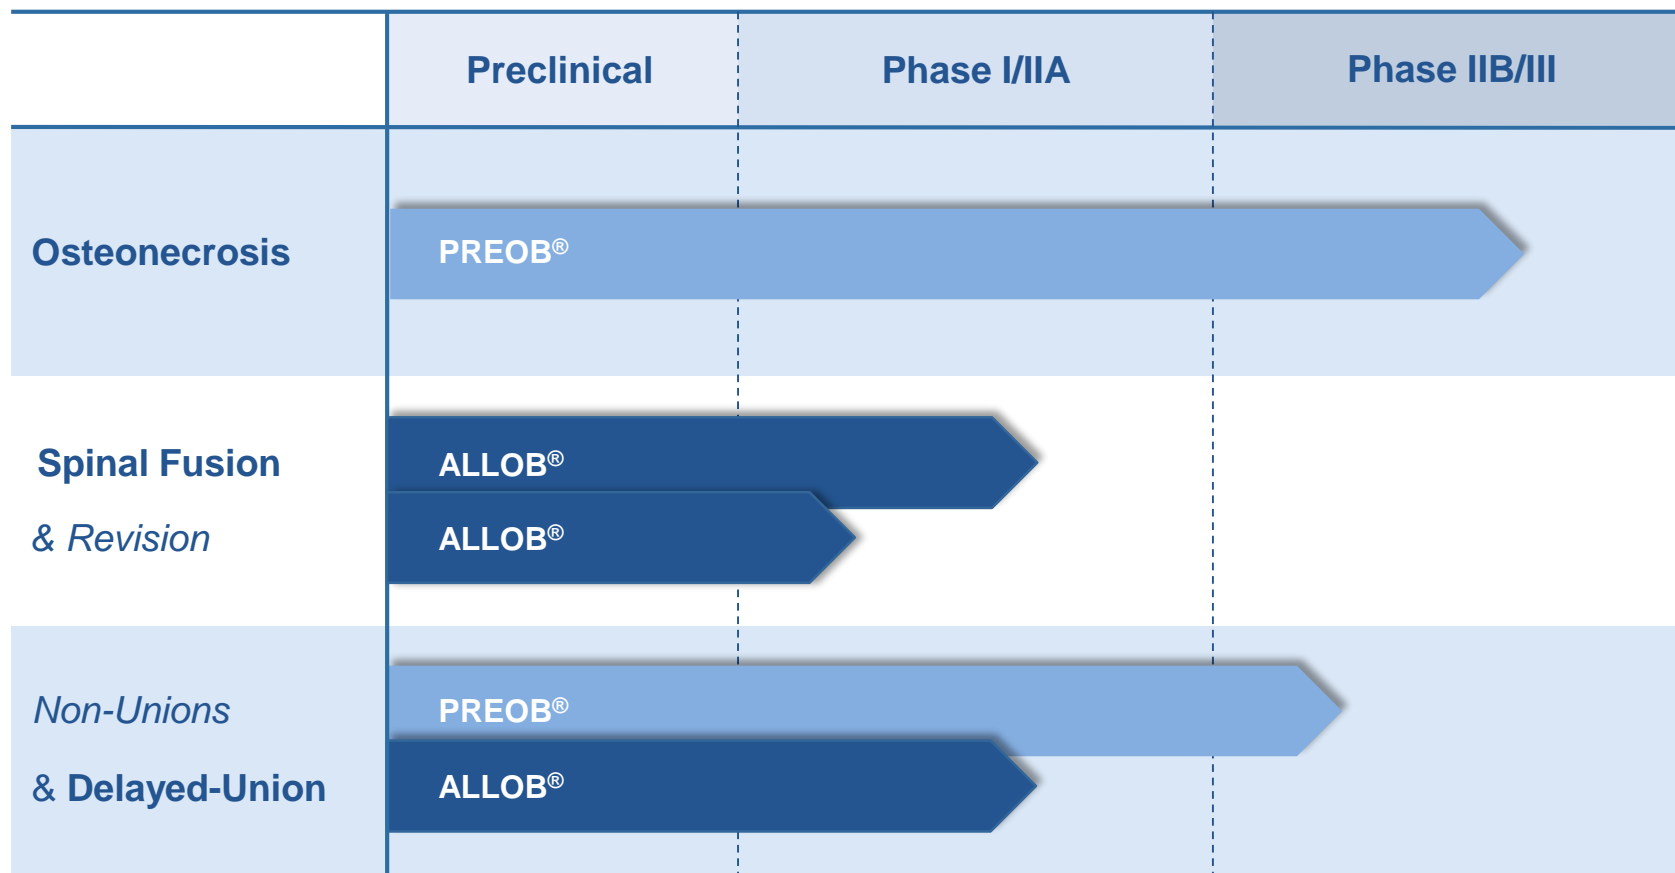 Preclinical Phase I/IIA Phase IIB/III
Osteonecrosis PREOB®
Spinal Fusion ALLOB®
& Revision ALLOB®
Non-Unions PREOB®
& Delayed-Union ALLOB®